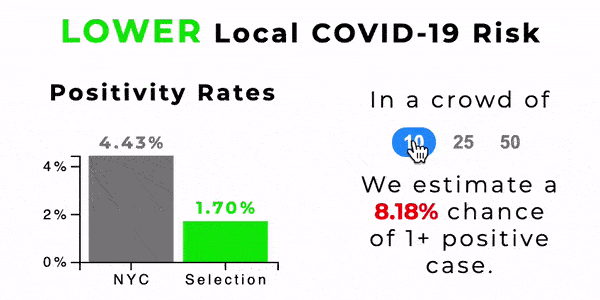 LOWER Local COVID-19 Risk
Positivity Rates
4.43%
4%
1.70%
2%
0%
NYC Selection
In a crowd of
10 25 50
We estimate a
8.18% chance
of 1+ positive
case.